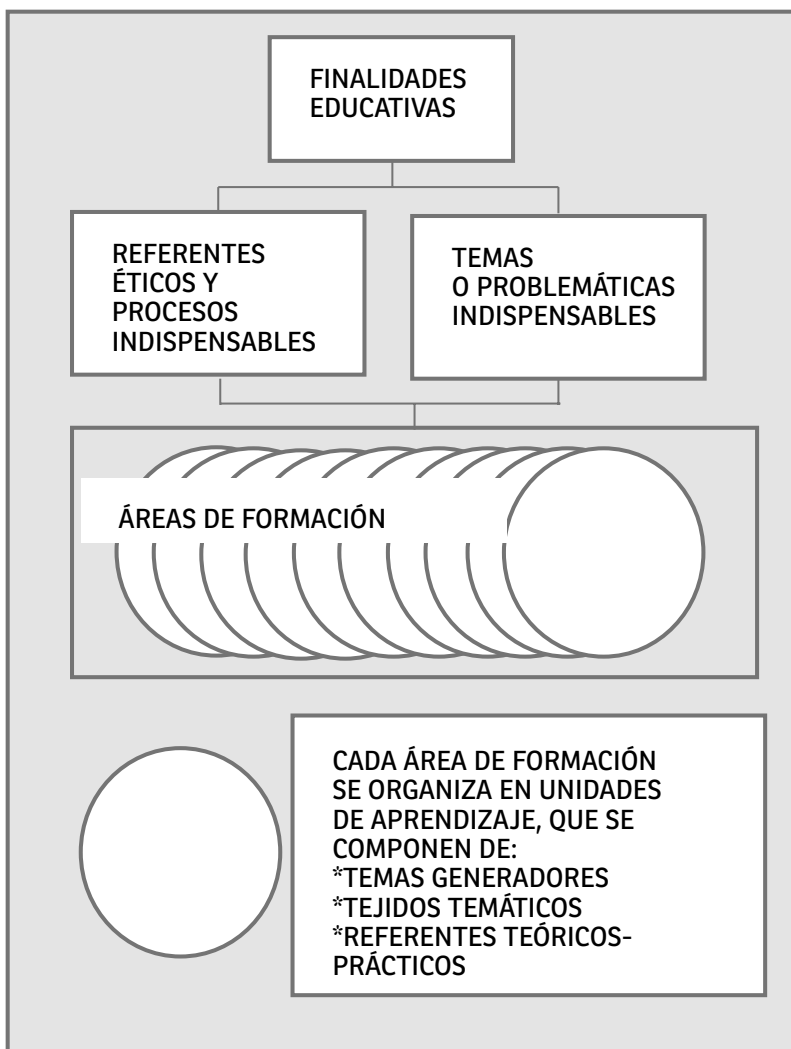 FINALIDADES
EDUCATIVAS
REFERENTES
ÉTICOS Y
PROCESOS
INDISPENSABLES
TEMAS
O PROBLEMÁTICAS
INDISPENSABLES
ÁREAS DE FORMACIÓN
CADA ÁREA DE FORMACIÓN
SE ORGANIZA EN UNIDADES
DE APRENDIZAJE, QUE SE
COMPONEN DE:
*TEMAS GENERADORES
*TEJIDOS TEMÁTICOS
*REFERENTES TEÓRICOS-
PRÁCTICOS